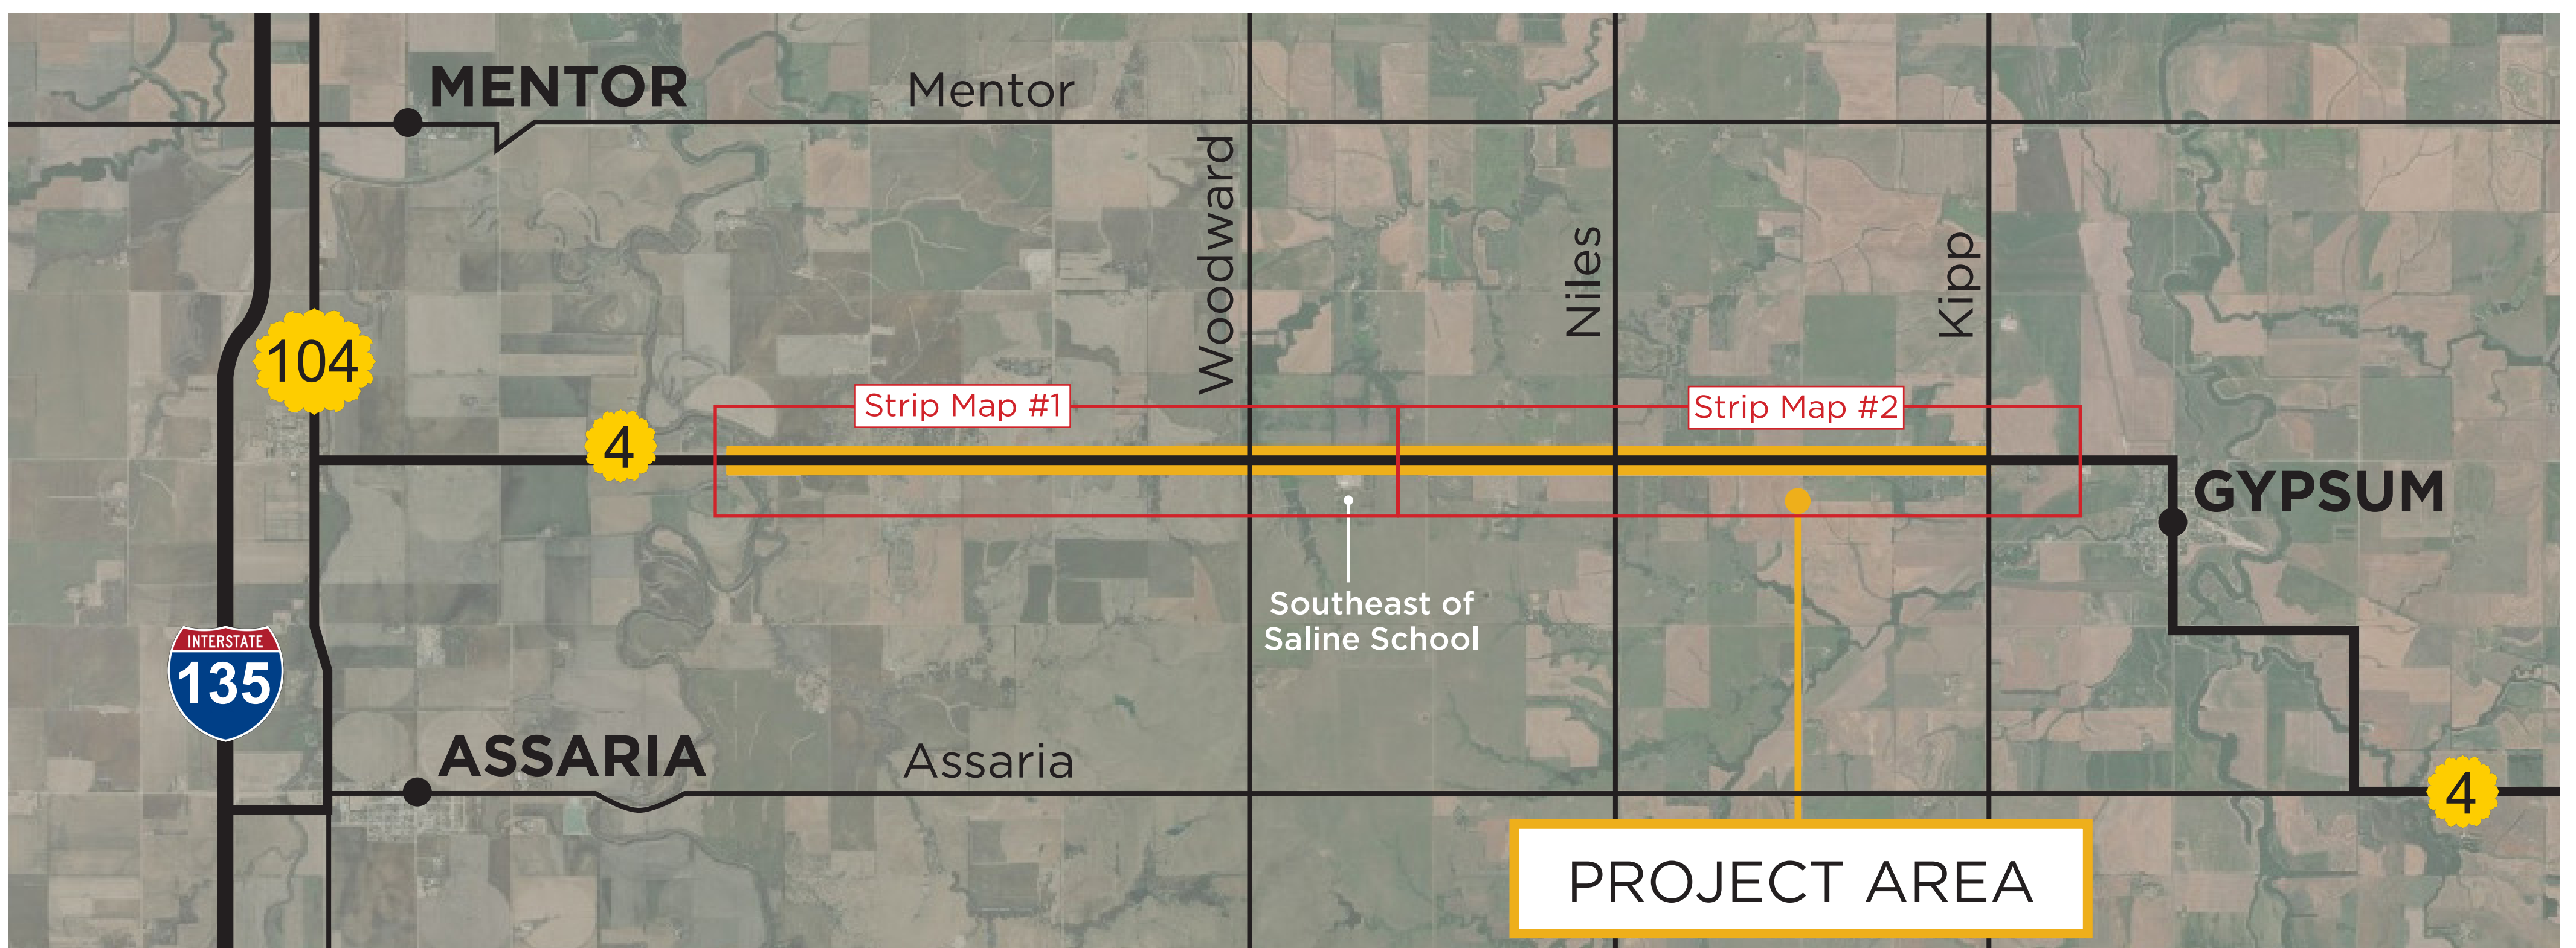 MENTOR
Mentor
Woodward
Niles
Kipp
104
Strip Map #1
Strip Map #2
4
GYPSUM
Southeast of
Saline School
INTERSTATE
135
ASSARIA
Assaria
4
PROJECT AREA